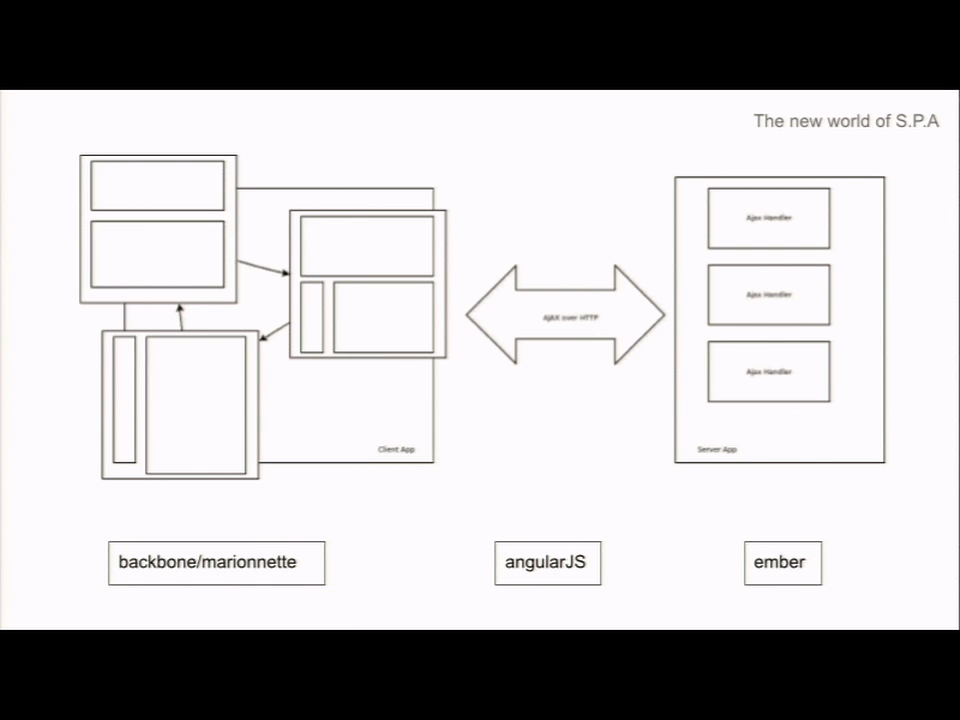 The new world of S.P.A
Ajax Handler
Ajax Handler
AJAX over HTTP
Ajax Handler
Client App
Server App
backbone/marionnette
angularJS
ember